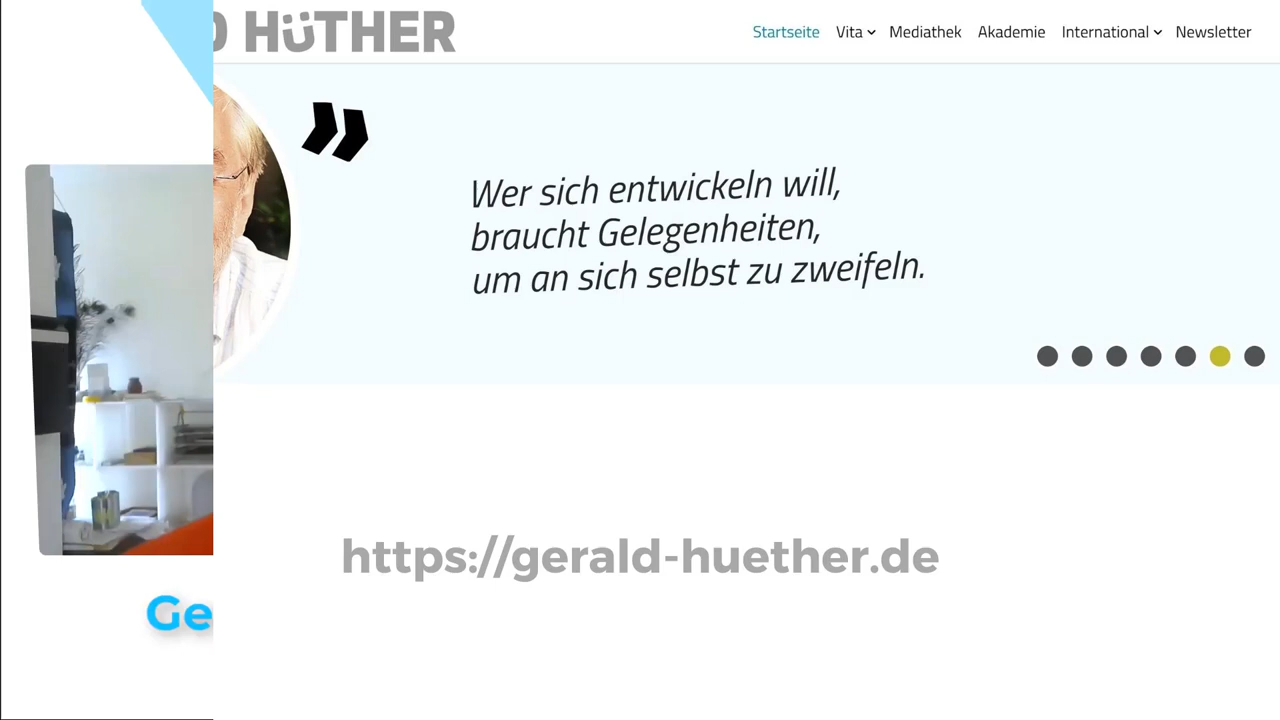 HüTHER
Startseite Vita Mediathek Akademie International Newsletter
Wer sich entwickeln will,
braucht Gelegenheiten,
um an sich selbst zu zweifeln.
https://gerald-huether.de
Ge